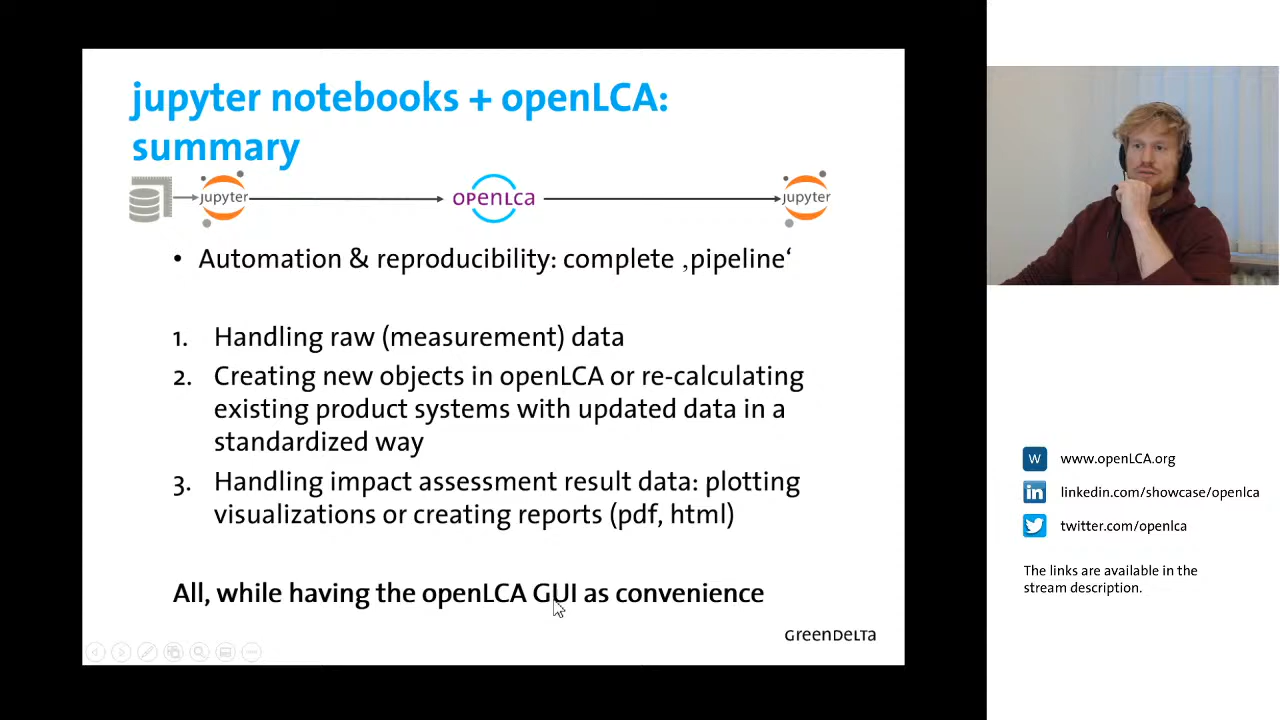 jupyter notebooks + openLCA:
summary
jupyter
openLca
jupyter
• Automation & reproducibility: complete ‚pipeline‘
1. Handling raw (measurement) data
2. Creating new objects in openLCA or re-calculating
existing product systems with updated data in a
standardized way
3. Handling impact assessment result data: plotting
visualizations or creating reports (pdf, html)
All, while having the openLCA GUI as convenience
GreenDelta
W www.openLCA.org
in linkedin.com/showcase/openlca
twitter.com/openlca
The links are available in the
stream description.